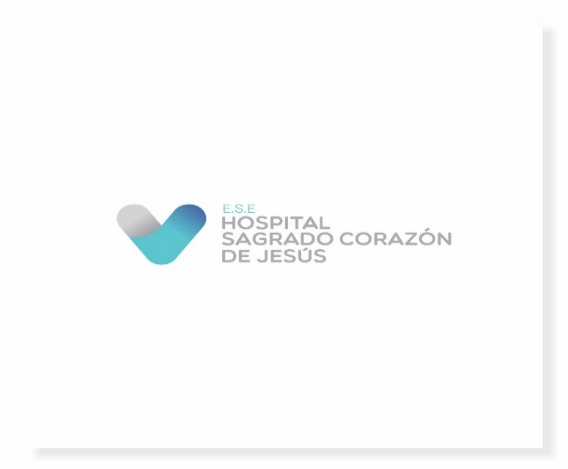 E.S.E
HOSPITAL
SAGRADO CORAZÓN
DE JESÚS